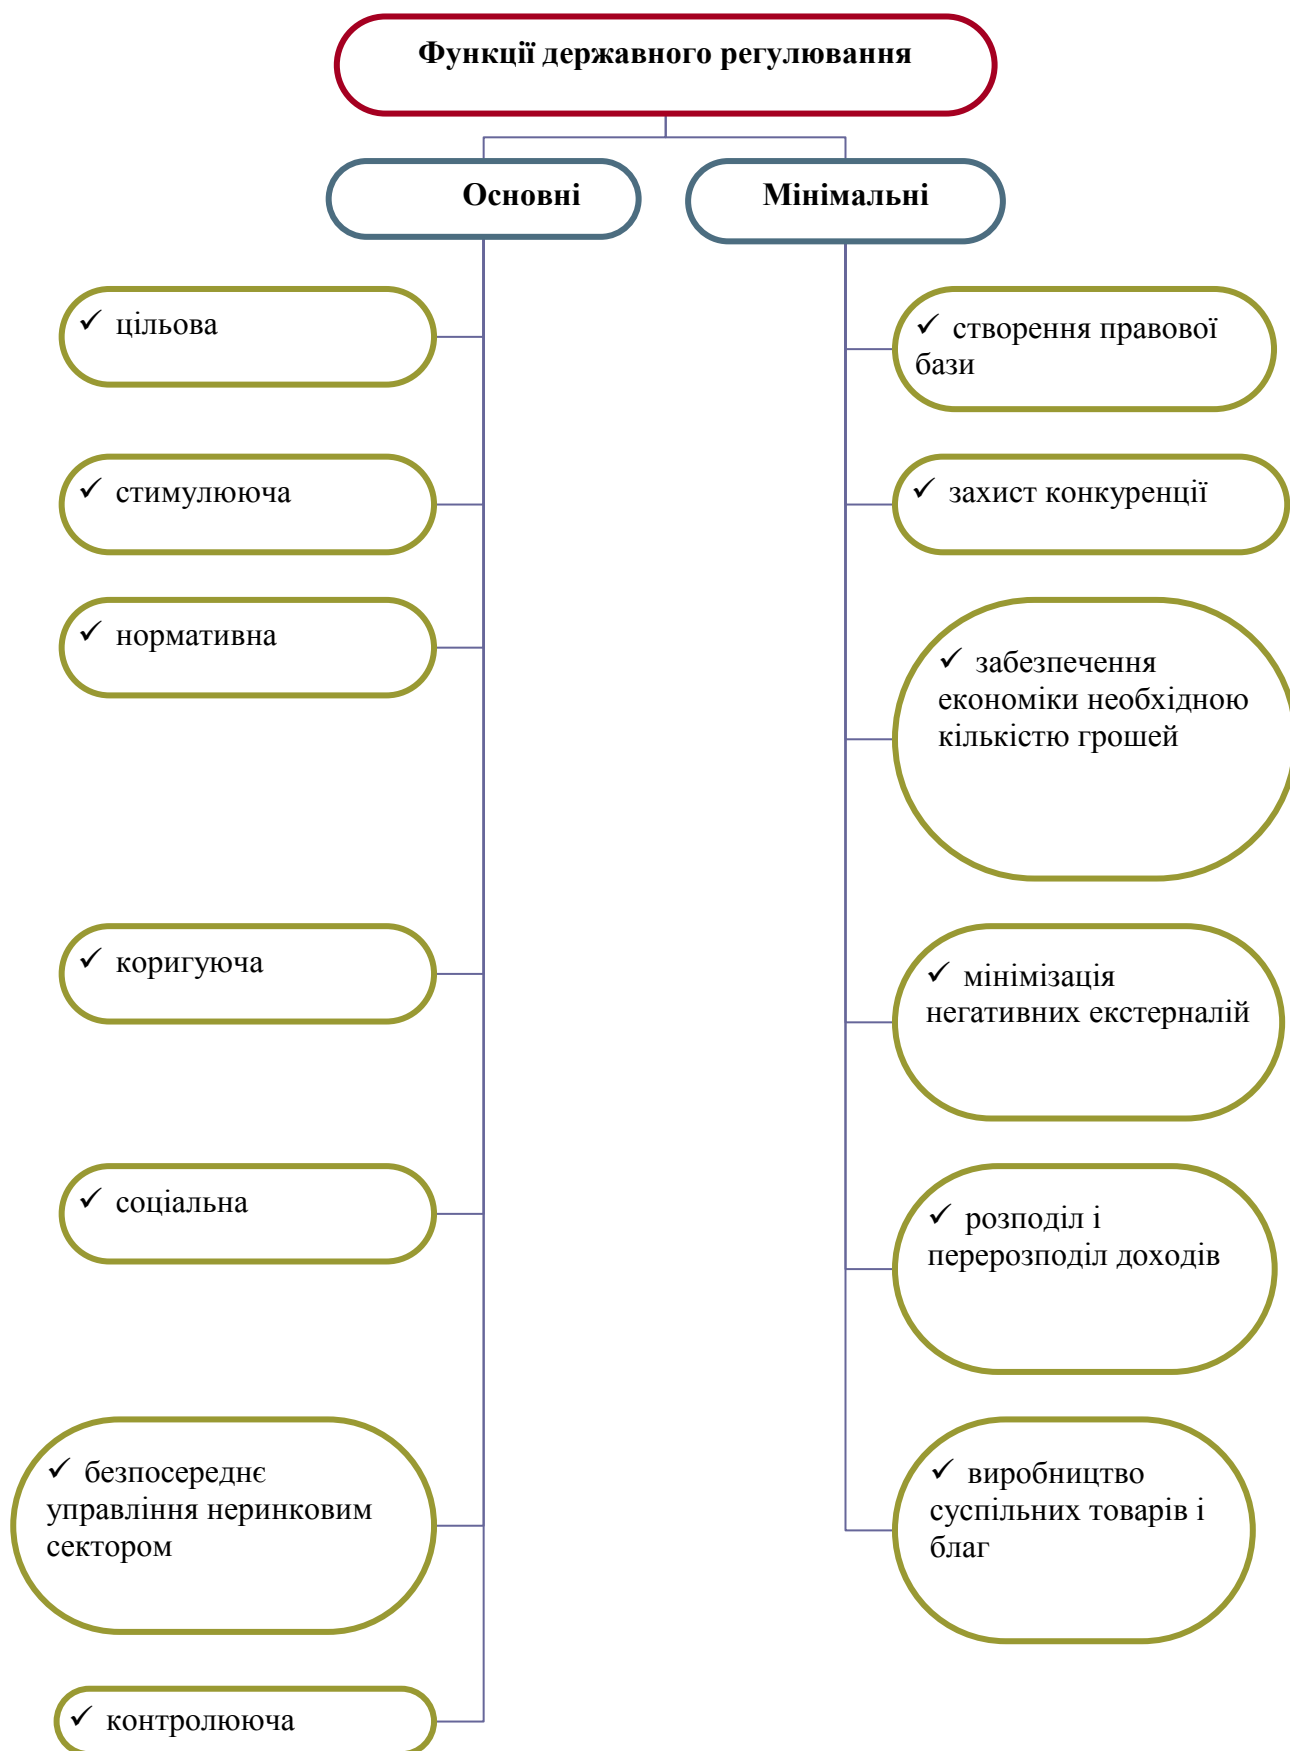 Функції державного регулювання
Основні
Мінімальні
✓ цільова
✓ стимулююча
✓ нормативна
✓ коригуюча
✓ соціальна
✓ безпосереднє
управління неринковим
сектором
✓ контролююча
✓ створення правової
бази
✓ захист конкуренції
✓ забезпечення
економіки необхідною
кількістю грошей
✓ мінімізація
негативних екстерналій
✓ розподіл і
перерозподіл доходів
✓ виробництво
суспільних товарів і
благ